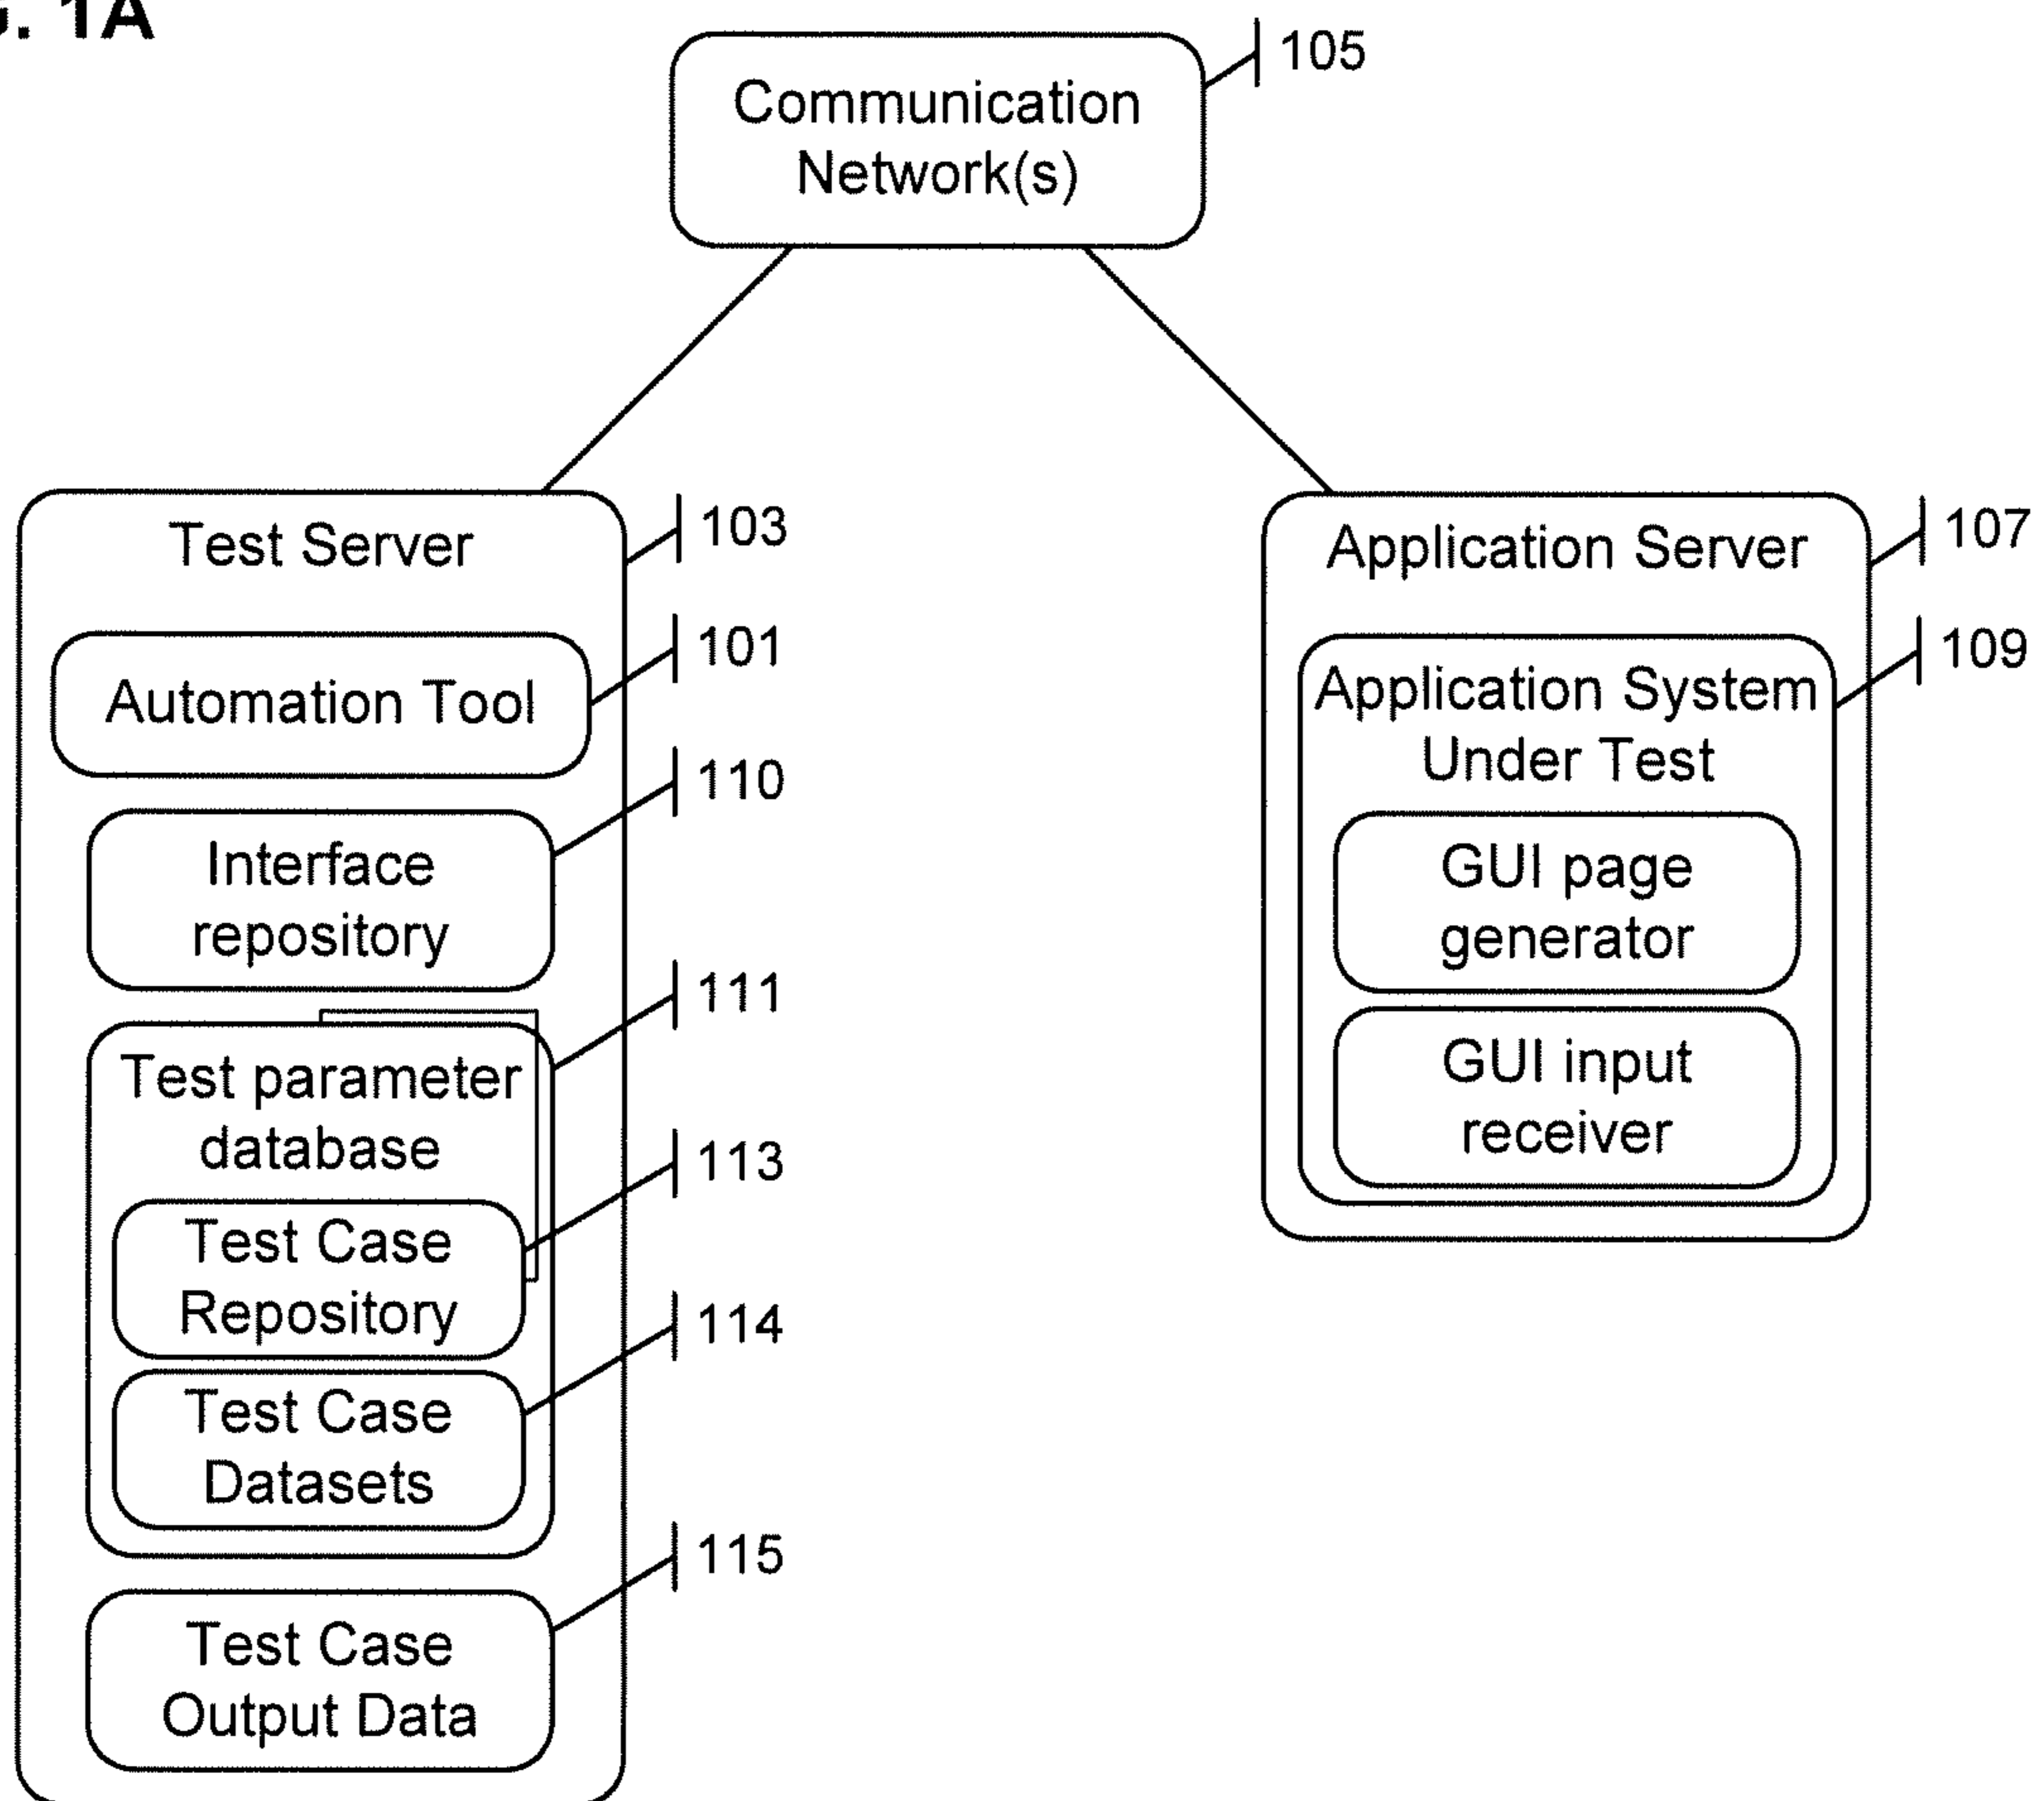 1A
Communication
Network(s)
105
Test Server
103
Automation Tool
101
Interface
repository
110
Test parameter
database
111
Test Case
Repository
113
Test Case
Datasets
114
Test Case
Output Data
115
Application Server
107
Application System
Under Test
109
GUI page
generator
GUI input
receiver